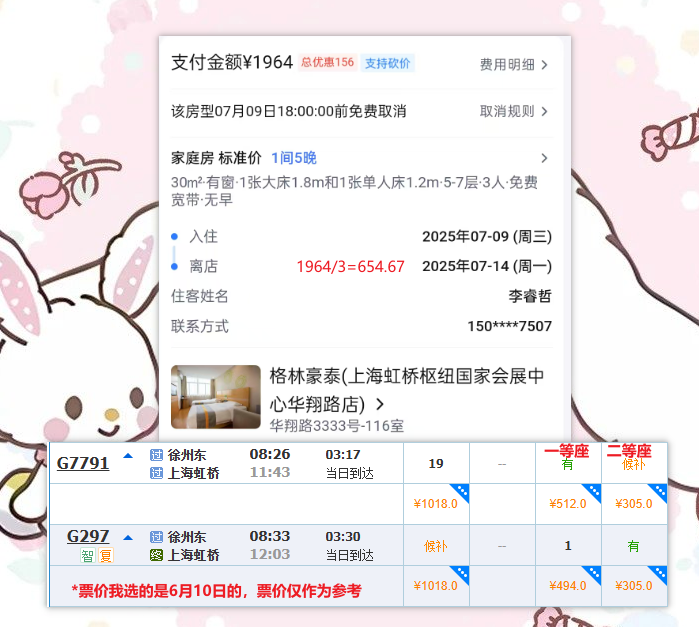 支付金额¥1964 总优惠156 支持砍价 费用明细 >
该房型07月09日18:00:00前免费取消 取消规则 >
家庭房 标准价 1间5晚 >
30㎡·有窗·1张大床1.8m和1张单人床1.2m·5-7层·3人·免费
宽带·无早
入住 2025年07-09 (周三)
离店 1964/3=654.67 2025年07-14 (周一)
住客姓名 李睿哲
联系方式 150****7507
格林豪泰(上海虹桥枢纽国家会展中
心华翔路店) >
华翔路3333号-116室
一等座 二等座
G7791 过 徐州东 08:26 03:17 19 -- 有 候补
过 上海虹桥 11:43 当日到达
¥1018.0 ¥512.0 ¥305.0
G297 过 徐州东 08:33 03:30 候补 -- 1 有
智 复 终 上海虹桥 12:03 当日到达
¥1018.0 ¥494.0 ¥305.0
*票价我选的是6月10日的，票价仅作为参考